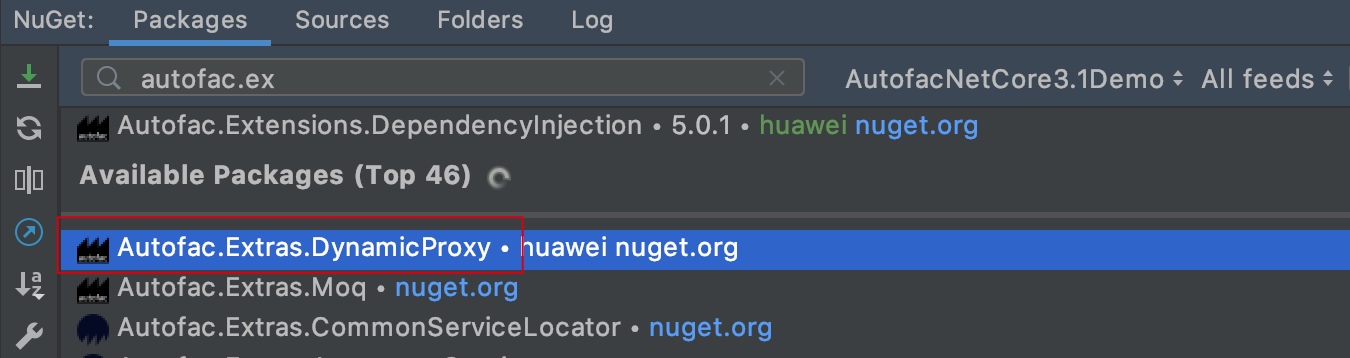 NuGet: Packages Sources Folders Log
autofac.ex AutofacNetCore3.1Demo All feeds
Autofac.Extensions.DependencyInjection • 5.0.1 • huawei nuget.org
Available Packages (Top 46)
Autofac.Extras.DynamicProxy • huawei nuget.org
Autofac.Extras.Moq • nuget.org
Autofac.Extras.CommonServiceLocator • nuget.org